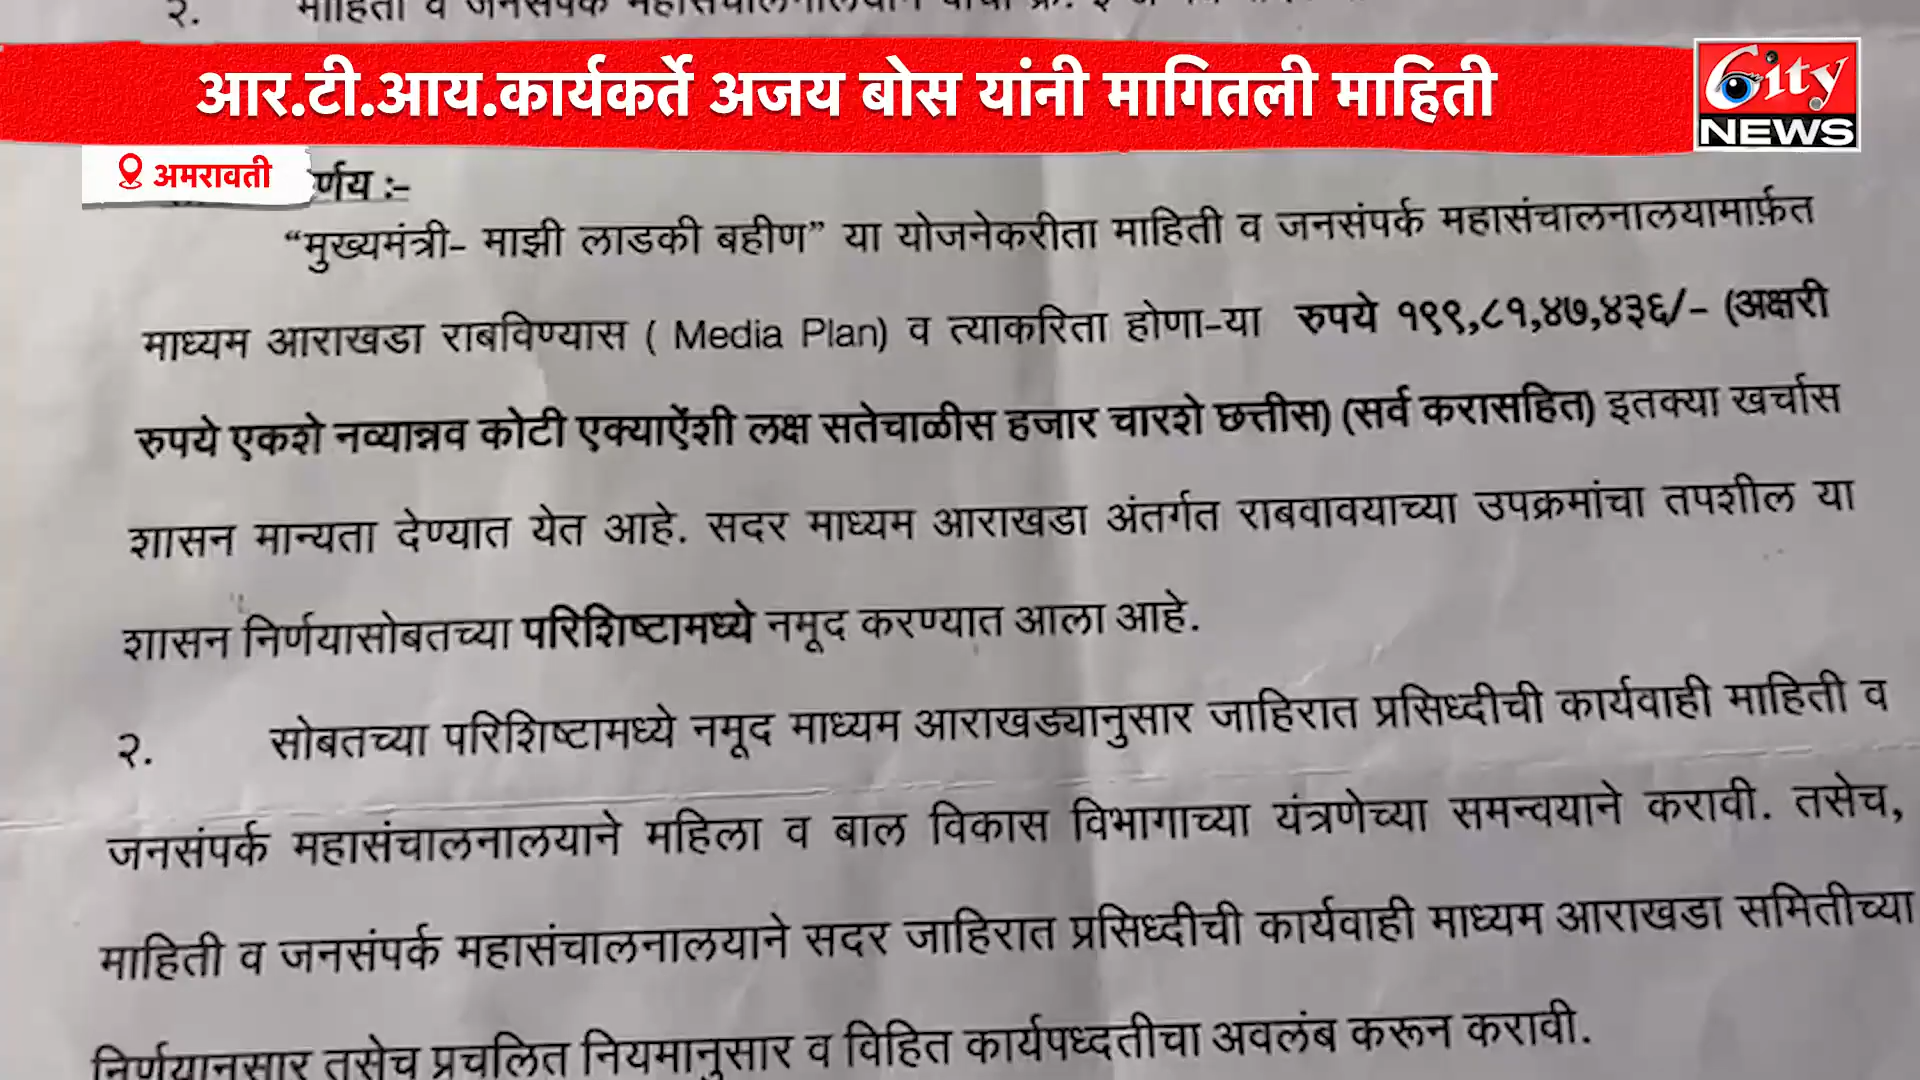 २. माहिती व जनसंपर्क महासंचालनालयाने
आर.टी.आय.कार्यकर्ते अजय बोस यांनी मागितली माहिती
City
NEWS
अमरावती
र्णय :-
“मुख्यमंत्री- माझी लाडकी बहीण” या योजनेकरीता माहिती व जनसंपर्क महासंचालनालयामार्फत
माध्यम आराखडा राबविण्यास ( Media Plan) व त्याकरिता होणा-या रुपये १९९,८१,४७,४३६/- (अक्षरी
रुपये एकशे नव्यान्नव कोटी एक्याऐंशी लक्ष सतेचाळीस हजार चारशे छत्तीस) (सर्व करासहित) इतक्या खर्चास
शासन मान्यता देण्यात येत आहे. सदर माध्यम आराखडा अंतर्गत राबवावयाच्या उपक्रमांचा तपशील या
शासन निर्णयासोबतच्या परिशिष्टामध्ये नमूद करण्यात आला आहे.
२. सोबतच्या परिशिष्टामध्ये नमूद माध्यम आराखड्यानुसार जाहिरात प्रसिध्दीची कार्यवाही माहिती व
जनसंपर्क महासंचालनालयाने महिला व बाल विकास विभागाच्या यंत्रणेच्या समन्वयाने करावी. तसेच,
माहिती व जनसंपर्क महासंचालनालयाने सदर जाहिरात प्रसिध्दीची कार्यवाही माध्यम आराखडा समितीच्या
निर्णयानुसार तसेच प्रचलित नियमानुसार व विहित कार्यपध्दतीचा अवलंब करून करावी.